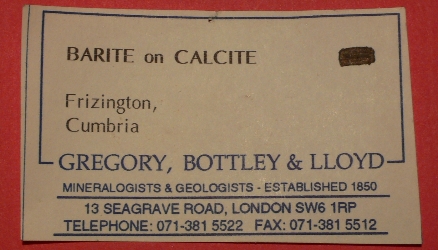 BARITE on CALCITE
Frizington,
Cumbria
GREGORY, BOTTLEY & LLOYD
MINERALOGISTS & GEOLOGISTS - ESTABLISHED 1850
13 SEAGRAVE ROAD, LONDON SW6 1RP
TELEPHONE: 071-381 5522 FAX: 071-381 5512